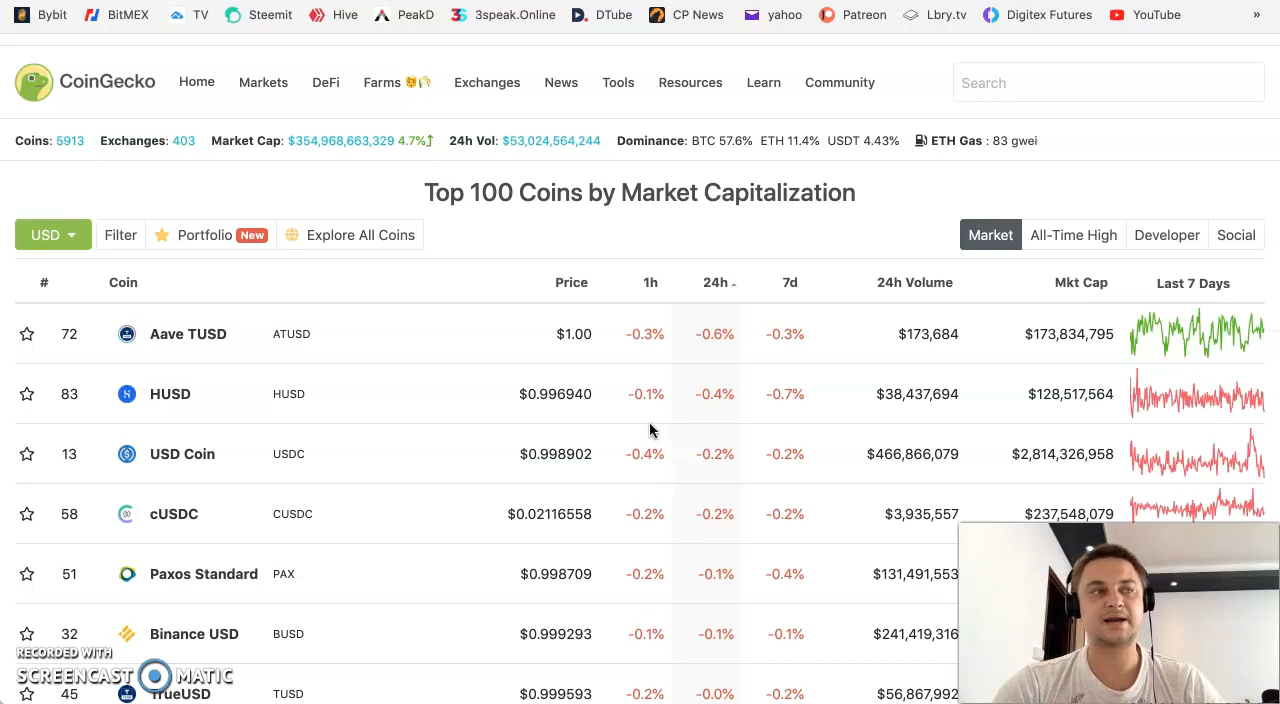 Bybit BitMEX TV Steemit Hive PeakD 3speak.Online DTube CP News yahoo Patreon Lbry.tv Digitex Futures YouTube »
CoinGecko Home Markets DeFi Farms Exchanges News Tools Resources Learn Community Search
Coins: 5913 Exchanges: 403 Market Cap: $354,968,663,329 4.7% 24h Vol: $53,024,564,244 Dominance: BTC 57.6% ETH 11.4% USDT 4.43% ETH Gas : 83 gwei
Top 100 Coins by Market Capitalization
USD Filter Portfolio New Explore All Coins Market All-Time High Developer Social
# Coin Price 1h 24h 7d 24h Volume Mkt Cap Last 7 Days
72 Aave TUSD ATUSD $1.00 -0.3% -0.6% -0.3% $173,684 $173,834,795
83 HUSD HUSD $0.996940 -0.1% -0.4% -0.7% $38,437,694 $128,517,564
13 USD Coin USDC $0.998902 -0.4% -0.2% -0.2% $466,866,079 $2,814,326,958
58 cUSDC CUSDC $0.02116558 -0.2% -0.2% -0.2% $3,935,557 $237,548,079
51 Paxos Standard PAX $0.998709 -0.2% -0.1% -0.4% $131,491,553
32 Binance USD BUSD $0.999293 -0.1% -0.1% -0.1% $241,419,316
RECORDED WITH
SCREENCAST MATIC
45 TrueUSD TUSD $0.999593 -0.2% -0.0% -0.2% $56,867,992